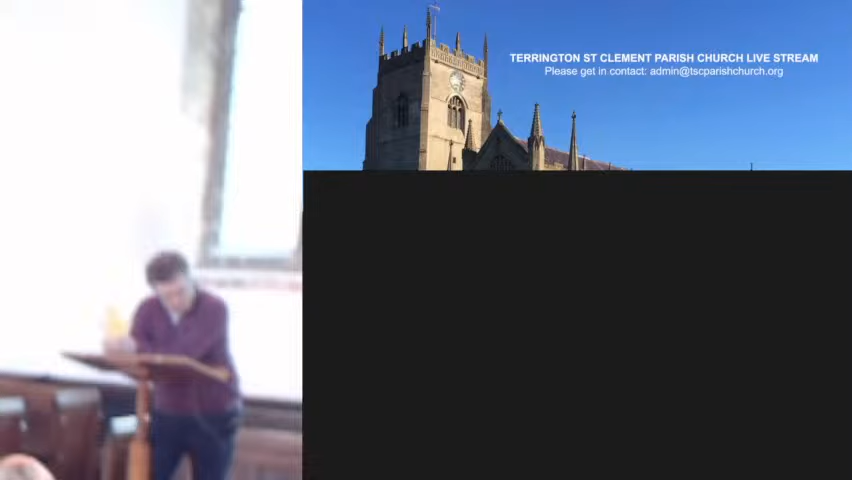 TERRINGTON ST CLEMENT PARISH CHURCH LIVE STREAM
Please get in contact: admin@tscparishchurch.org